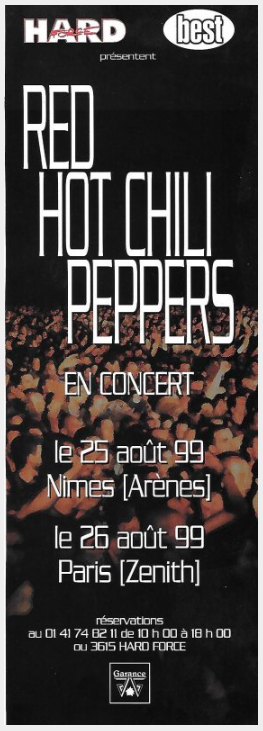 HARD FORCE best
présentent
RED
HOT CHILI
PEPPERS
EN CONCERT
le 25 août 99
Nimes [Arènes]
le 26 août 99
Paris [Zenith]
réservations
au 01 41 74 82 11 de 10 h 00 à 18 h 00
ou 3615 HARD FORCE
Garance